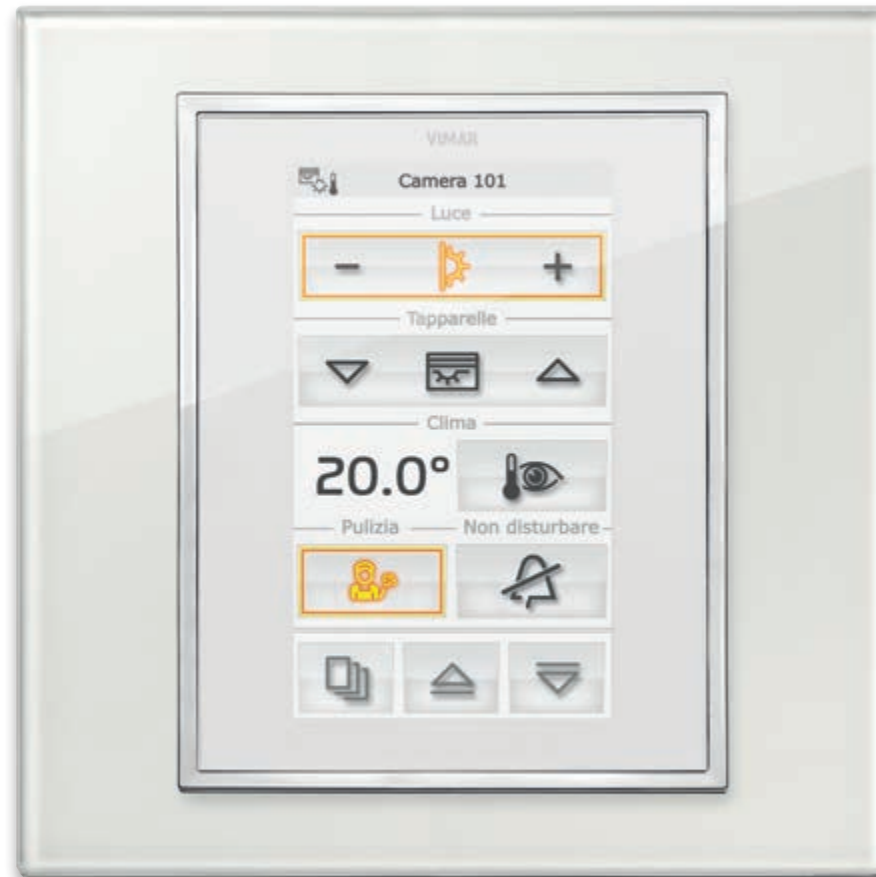 VIMAR
Camera 101
Luce
- +
Tapparelle
Clima
20.0°
Pulizia Non disturbare